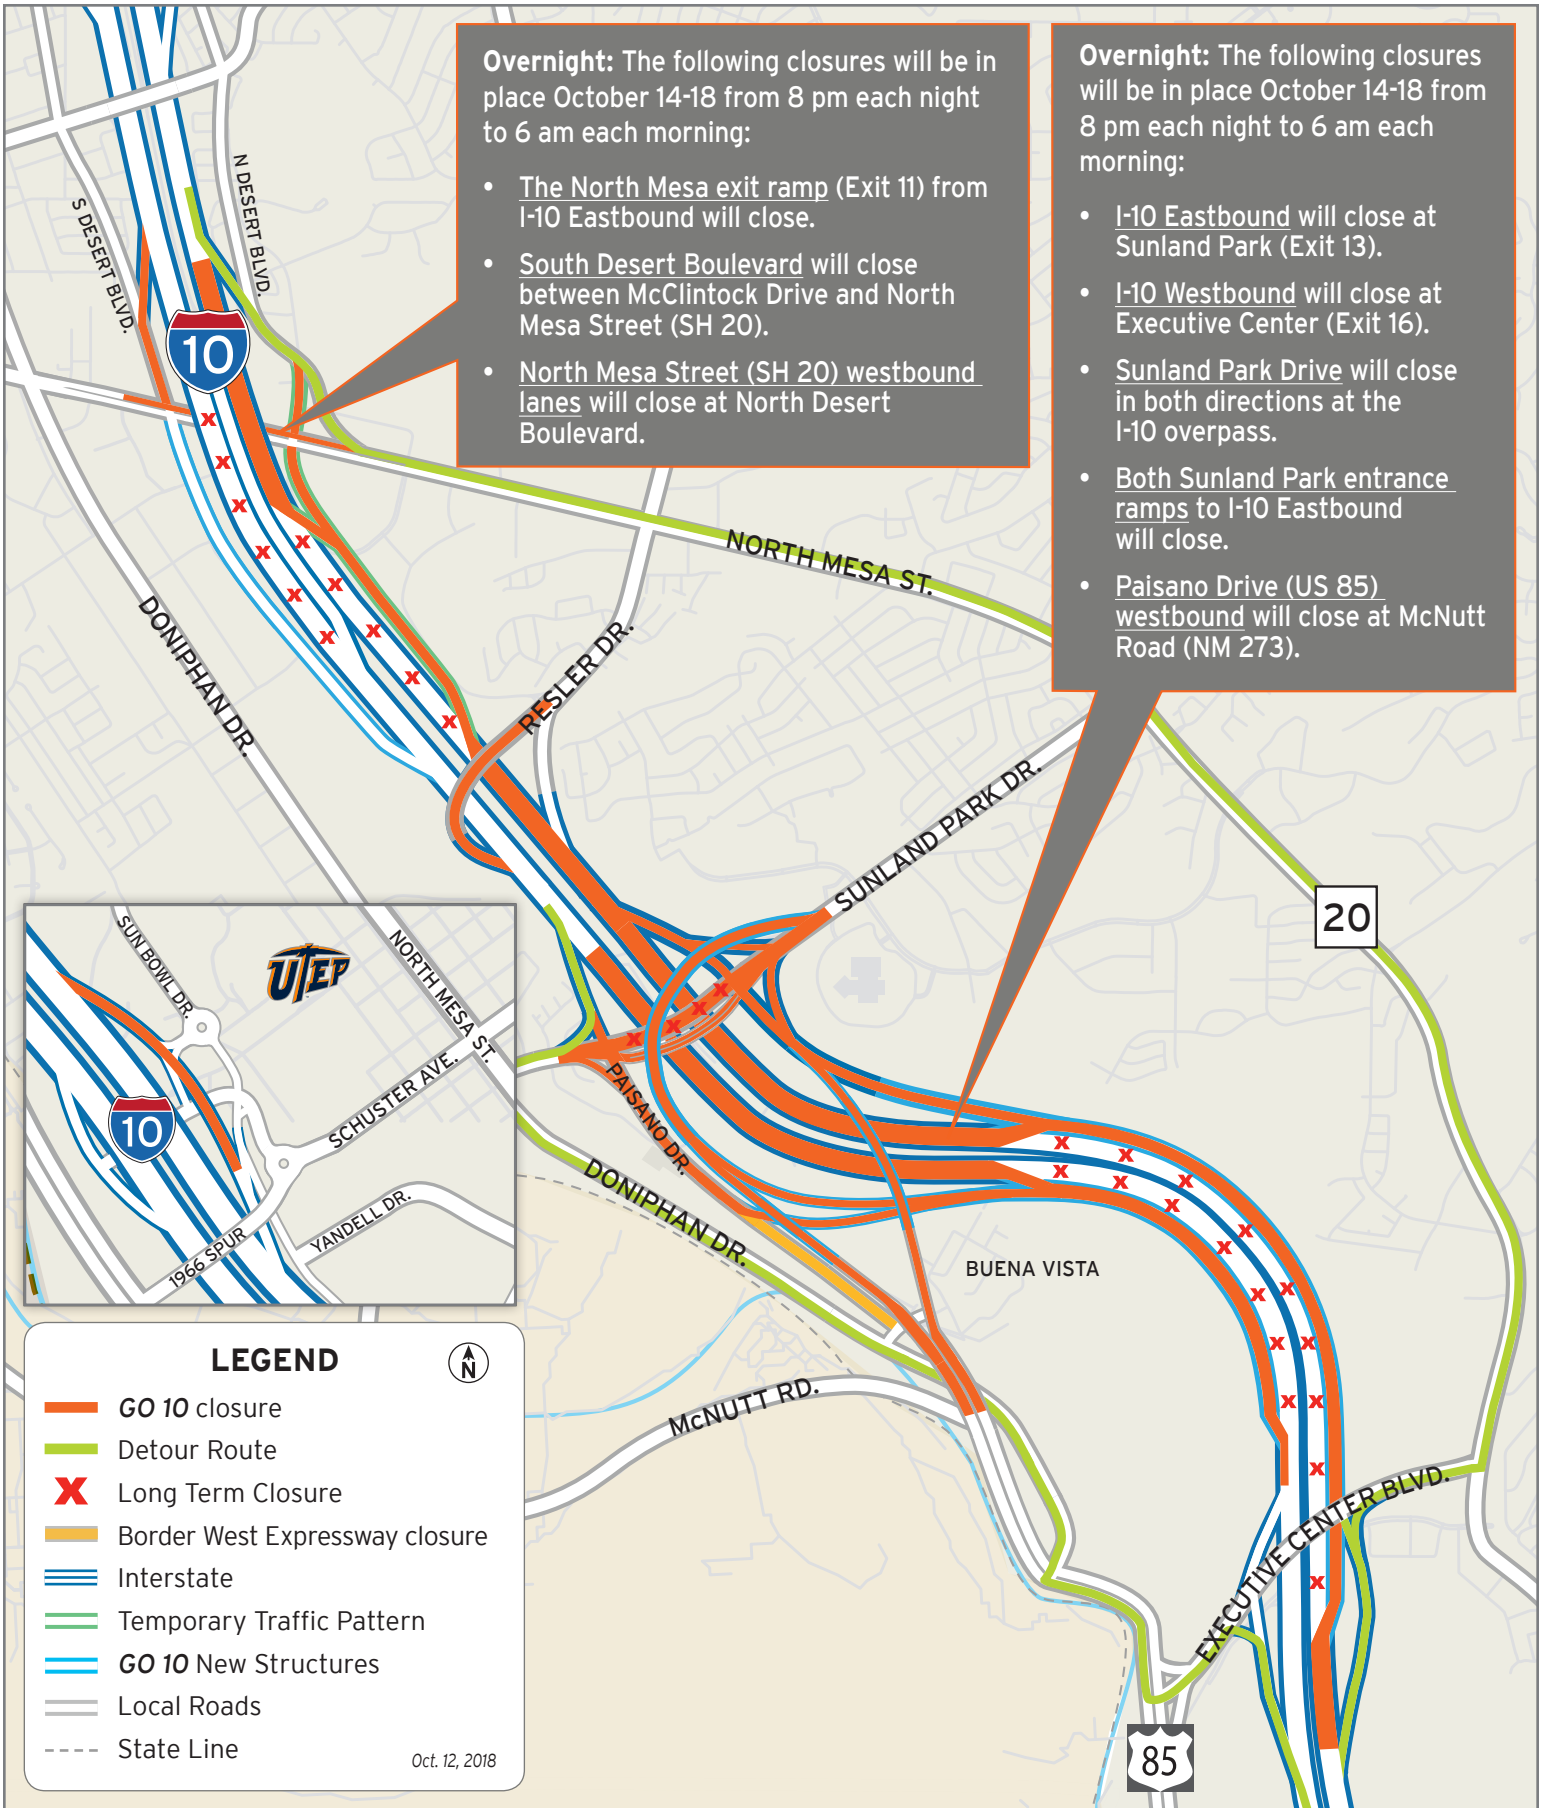 Overnight: The following closures will be in
place October 14-18 from 8 pm each night
to 6 am each morning:
• The North Mesa exit ramp (Exit 11) from
I-10 Eastbound will close.
• South Desert Boulevard will close
between McClintock Drive and North
Mesa Street (SH 20).
• North Mesa Street (SH 20) westbound
lanes will close at North Desert
Boulevard.
Overnight: The following closures
will be in place October 14-18 from
8 pm each night to 6 am each
morning:
• I-10 Eastbound will close at
Sunland Park (Exit 13).
• I-10 Westbound will close at
Executive Center (Exit 16).
• Sunland Park Drive will close
in both directions at the
I-10 overpass.
• Both Sunland Park entrance
ramps to I-10 Eastbound
will close.
• Paisano Drive (US 85)
westbound will close at McNutt
Road (NM 273).
N DESERT BLVD.
S DESERT BLVD.
10
NORTH MESA ST.
DONIPHAN DR.
RESLER DR.
SUNLAND PARK DR.
20
PAISANO DR.
DONIPHAN DR.
BUENA VISTA
McNUTT RD.
EXECUTIVE CENTER BLVD.
85
SUN BOWL DR.
UTEP
NORTH MESA ST.
10
SCHUSTER AVE.
YANDELL DR.
1966 SPUR
LEGEND
N
GO 10 closure
Detour Route
X Long Term Closure
Border West Expressway closure
Interstate
Temporary Traffic Pattern
GO 10 New Structures
Local Roads
State Line
Oct. 12, 2018